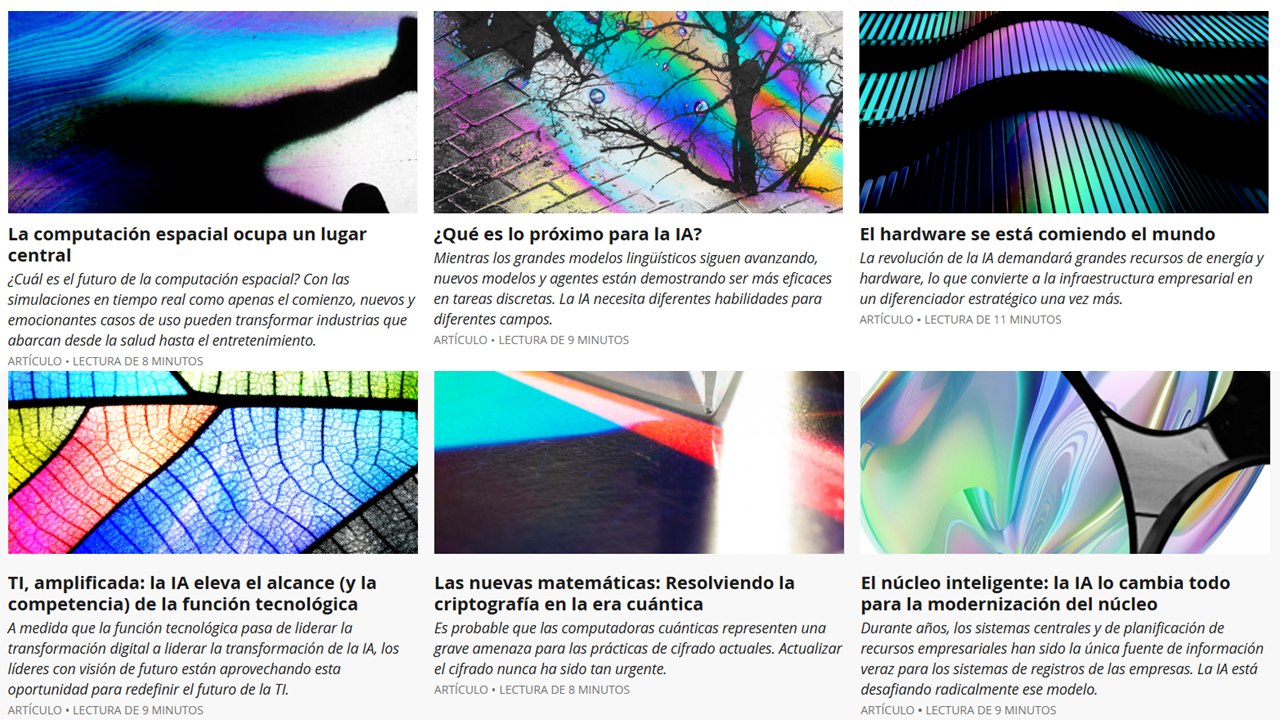 La computación espacial ocupa un lugar
central
¿Cuál es el futuro de la computación espacial? Con las
simulaciones en tiempo real como apenas el comienzo, nuevos y
emocionantes casos de uso pueden transformar industrias que
abarcan desde la salud hasta el entretenimiento.
ARTÍCULO • LECTURA DE 8 MINUTOS
¿Qué es lo próximo para la IA?
Mientras los grandes modelos lingüísticos siguen avanzando,
nuevos modelos y agentes están demostrando ser más eficaces
en tareas discretas. La IA necesita diferentes habilidades para
diferentes campos.
ARTÍCULO • LECTURA DE 9 MINUTOS
El hardware se está comiendo el mundo
La revolución de la IA demandará grandes recursos de energía y
hardware, lo que convierte a la infraestructura empresarial en
un diferenciador estratégico una vez más.
ARTÍCULO • LECTURA DE 11 MINUTOS
TI, amplificada: la IA eleva el alcance (y la
competencia) de la función tecnológica
A medida que la función tecnológica pasa de liderar la
transformación digital a liderar la transformación de la IA, los
líderes con visión de futuro están aprovechando esta
oportunidad para redefinir el futuro de la TI.
ARTÍCULO • LECTURA DE 9 MINUTOS
Las nuevas matemáticas: Resolviendo la
criptografía en la era cuántica
Es probable que las computadoras cuánticas representen una
grave amenaza para las prácticas de cifrado actuales. Actualizar
el cifrado nunca ha sido tan urgente.
ARTÍCULO • LECTURA DE 8 MINUTOS
El núcleo inteligente: la IA lo cambia todo
para la modernización del núcleo
Durante años, los sistemas centrales y de planificación de
recursos empresariales han sido la única fuente de información
veraz para los sistemas de registros de las empresas. La IA está
desafiando radicalmente ese modelo.
ARTÍCULO • LECTURA DE 9 MINUTOS